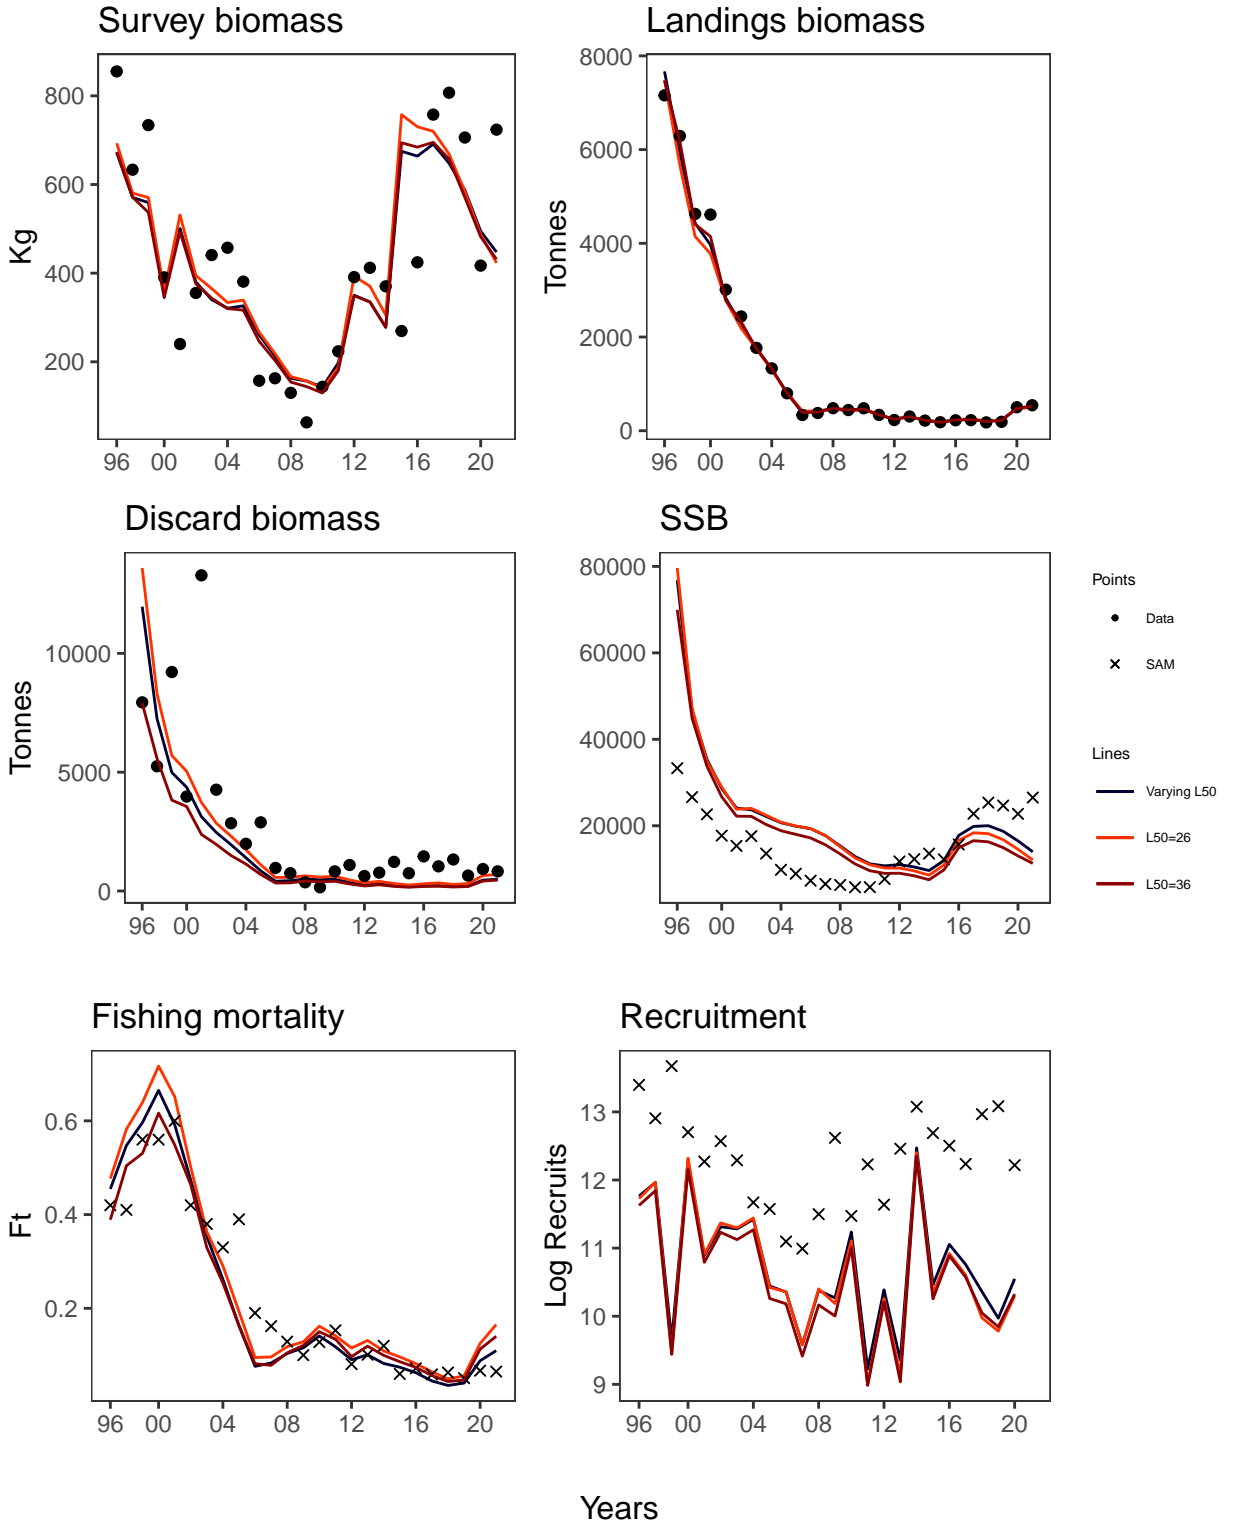 Survey biomass
Landings biomass
Kg
800
600
400
200
96 00 04 08 12 16 20
Tonnes
8000
6000
4000
2000
0
96 00 04 08 12 16 20
Discard biomass
SSB
Tonnes
10000
5000
0
96 00 04 08 12 16 20
80000
60000
40000
20000
96 00 04 08 12 16 20
Points
Data
SAM
Lines
Varying L50
L50=26
L50=36
Fishing mortality
Recruitment
Ft
0.6
0.4
0.2
96 00 04 08 12 16 20
Log Recruits
13
12
11
10
9
96 00 04 08 12 16 20
Years